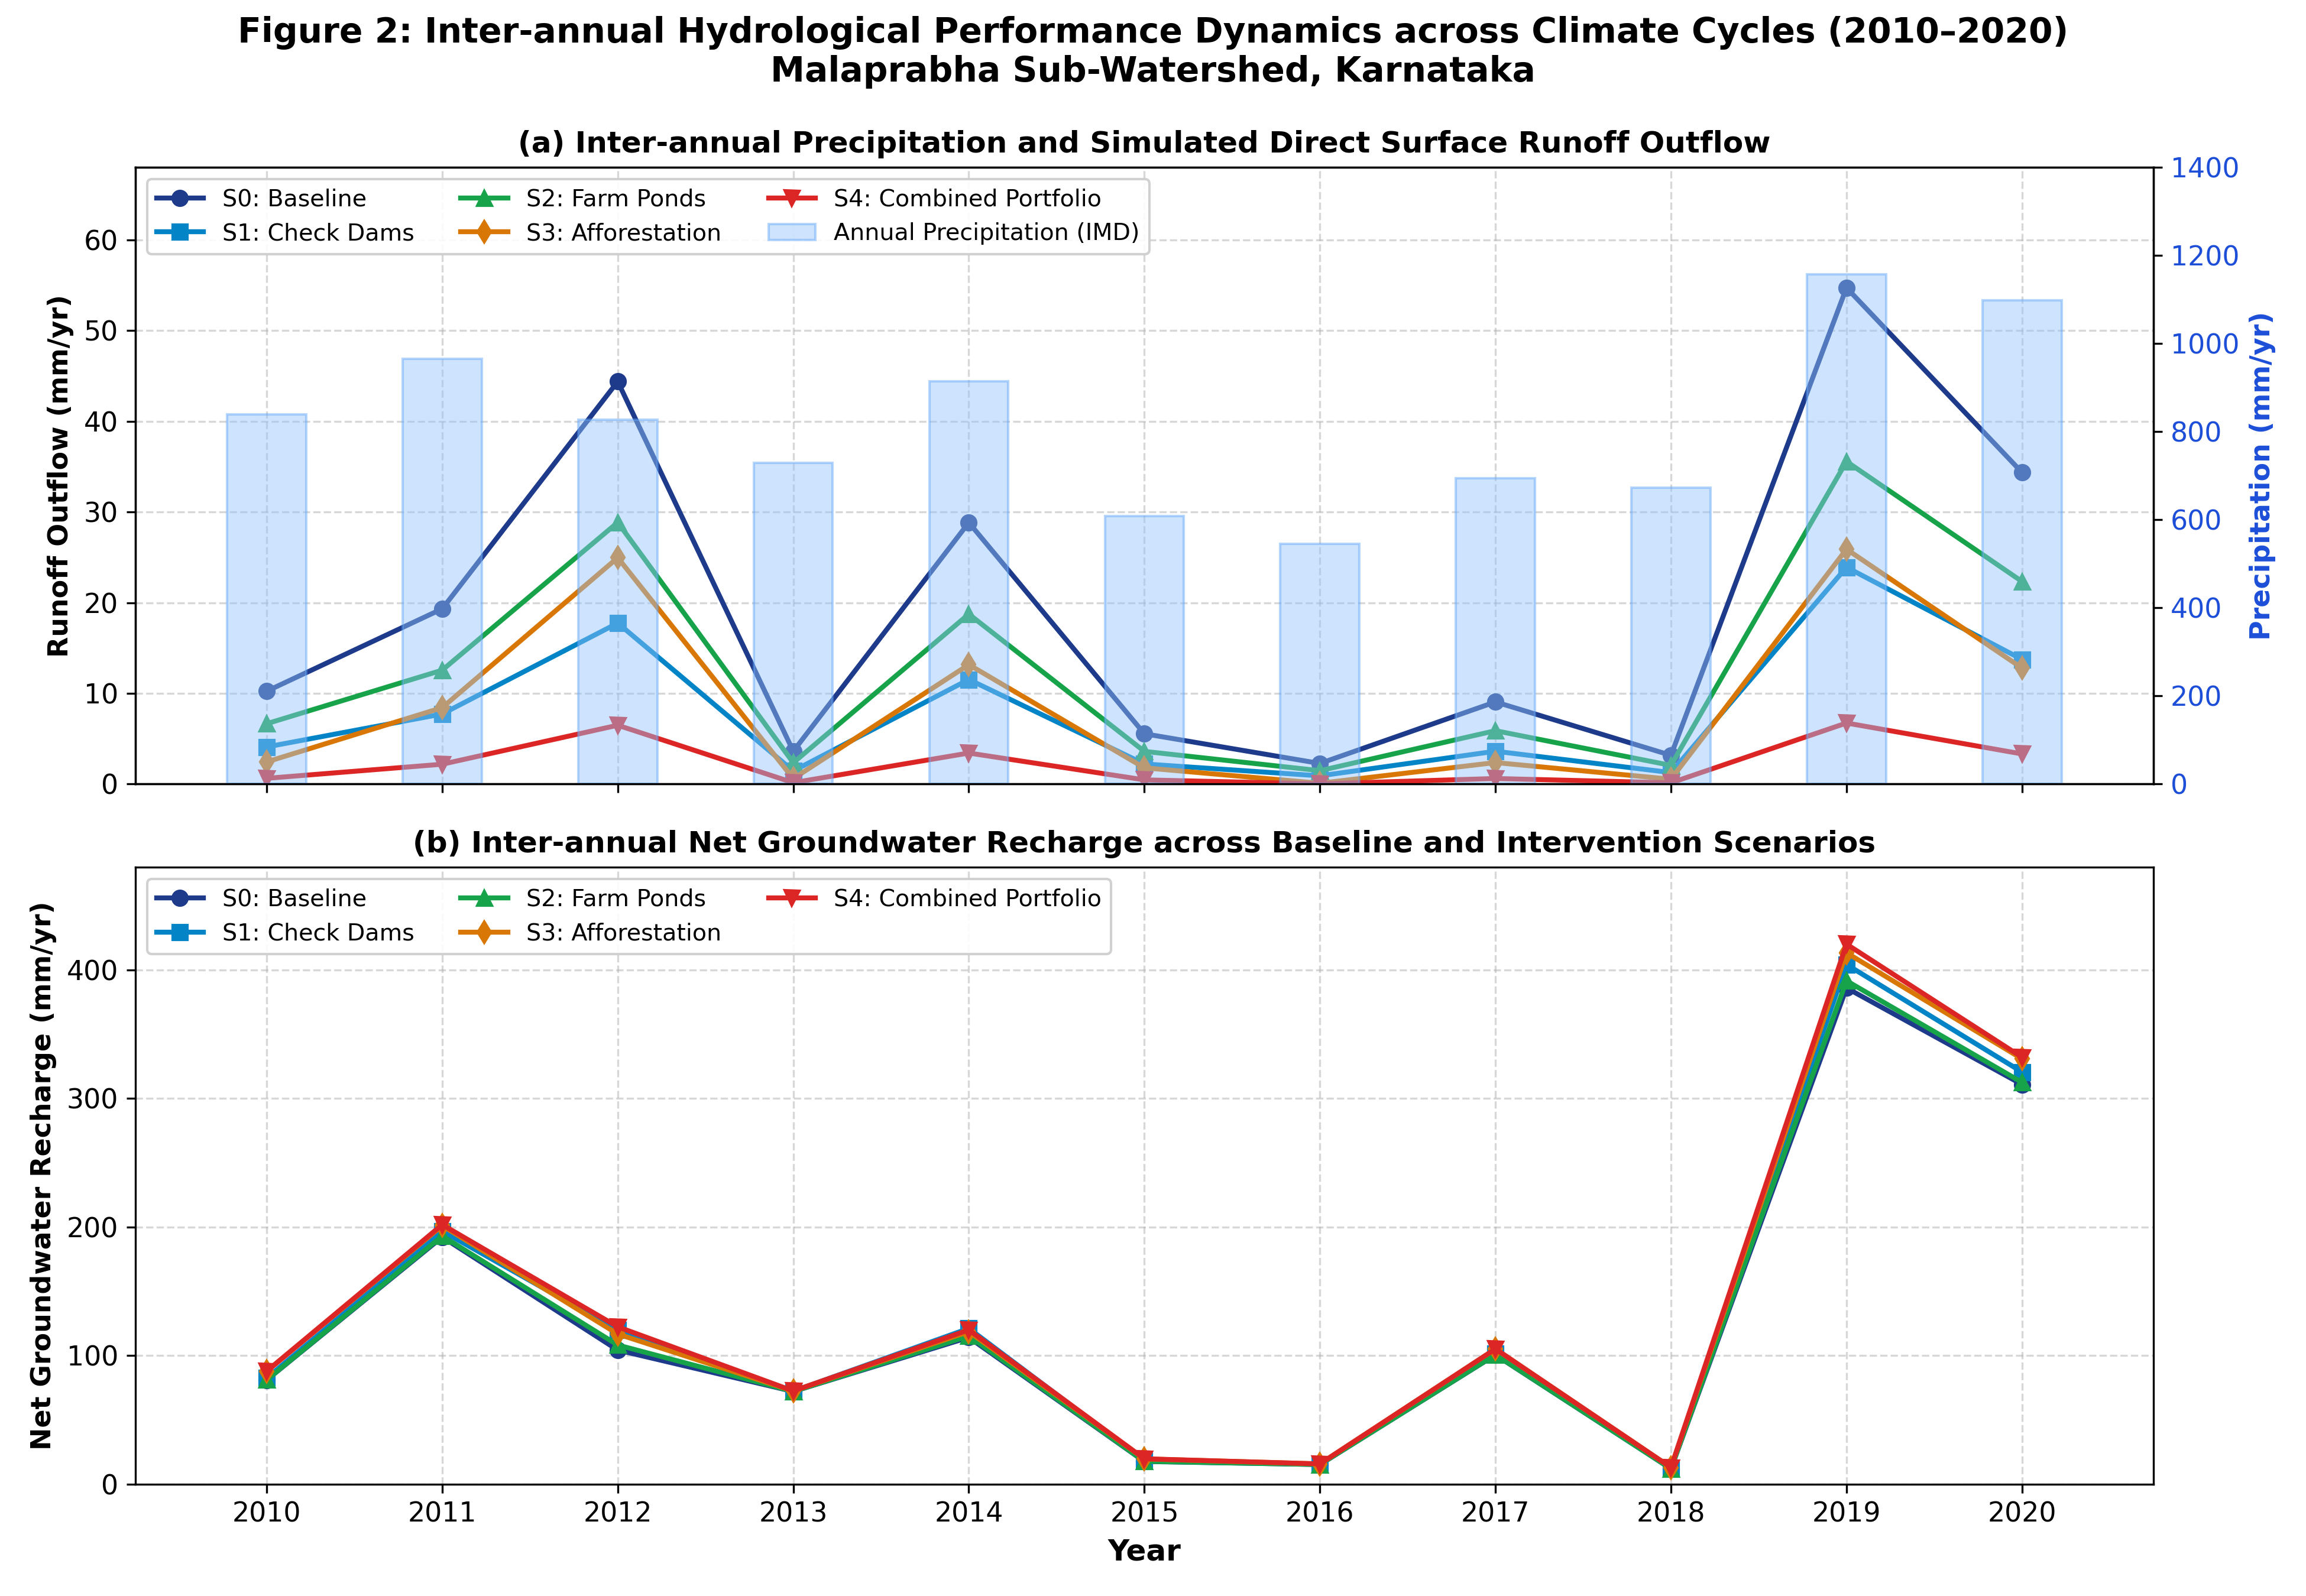 Figure 2: Inter-annual Hydrological Performance Dynamics across Climate Cycles (2010–2020)
Malaprabha Sub-Watershed, Karnataka
(a) Inter-annual Precipitation and Simulated Direct Surface Runoff Outflow
S0: Baseline
S1: Check Dams
S2: Farm Ponds
S3: Afforestation
S4: Combined Portfolio
Annual Precipitation (IMD)
Runoff Outflow (mm/yr)
60
50
40
30
20
10
0
Precipitation (mm/yr)
1400
1200
1000
800
600
400
200
0
(b) Inter-annual Net Groundwater Recharge across Baseline and Intervention Scenarios
S0: Baseline
S1: Check Dams
S2: Farm Ponds
S3: Afforestation
S4: Combined Portfolio
Net Groundwater Recharge (mm/yr)
400
300
200
100
0
2010 2011 2012 2013 2014 2015 2016 2017 2018 2019 2020
Year